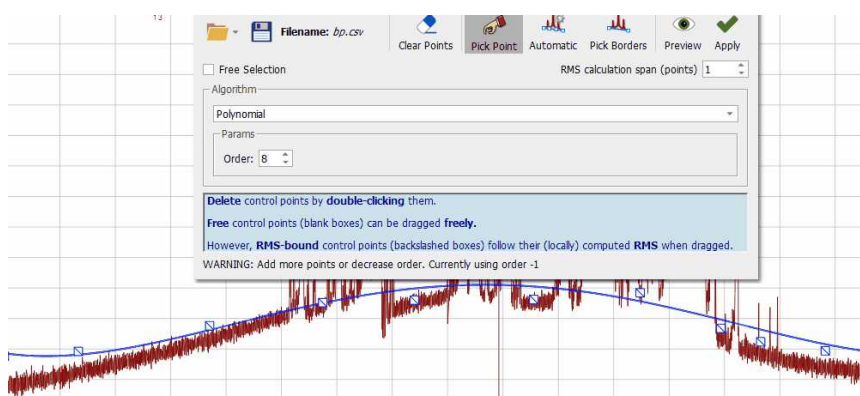 13
Filename: bp.csv
Clear Points Pick Point Automatic Pick Borders Preview Apply
Free Selection RMS calculation span (points) 1
Algorithm
Polynomial
Params
Order: 8
Delete control points by double-clicking them.
Free control points (blank boxes) can be dragged freely.
However, RMS-bound control points (backslashed boxes) follow their (locally) computed RMS when dragged.
WARNING: Add more points or decrease order. Currently using order -1